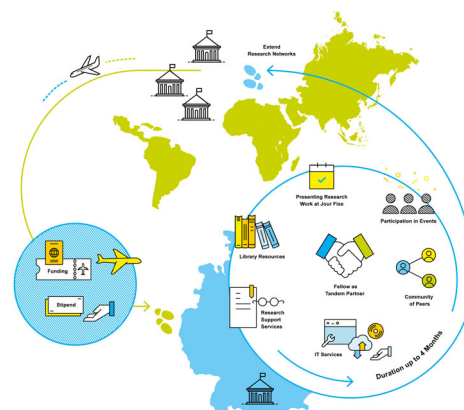 Extend
Research Networks
Presenting Research
Work at Jour Fixe
Participation in Events
Library Resources
Fellow as
Tandem Partner
Funding
Community
of Peers
Stipend
Research
Support
Services
IT Services
Duration up to 4 Months